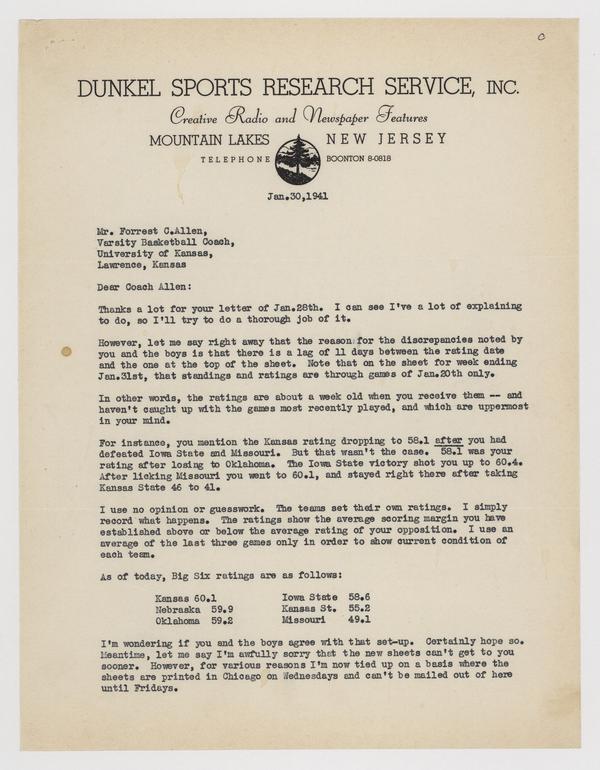 C
DUNKEL SPORTS RESEARCH SERVICE, INC.
Creative Radio and Newspaper Features
MOUNTAIN LAKES NEW JERSEY
TELEPHONE BOONTON 8-0818
Jan.30,1941
Mr. Forrest C.Allen,
Varsity Basketball Coach,
University of Kansas,
Lawrence, Kansas
Dear Coach Allen:
Thanks a lot for your letter of Jan.28th. I can see I've a lot of explaining
to do, so I'll try to do a thorough job of it.
However, let me say right away that the reason for the discrepancies noted by
you and the boys is that there is a lag of 11 days between the rating date
and the one at the top of the sheet. Note that on the sheet for week ending
Jan.31st, that standings and ratings are through games of Jan.20th only.
In other words, the ratings are about a week old when you receive them -- and
haven't caught up with the games most recently played, and which are uppermost
in your mind.
For instance, you mention the Kansas rating dropping to 58.1 after you had
defeated Iowa State and Missouri. But that wasn't the case. 58.1 was your
rating after losing to Oklahoma. The Iowa State victory shot you up to 60.4.
After licking Missouri you went to 60.1, and stayed right there after taking
Kansas State 46 to 41.
I use no opinion or guesswork. The teams set their own ratings. I simply
record what happens. The ratings show the average scoring margin you have
established above or below the average rating of your opposition. I use an
average of the last three games only in order to show current condition of
each team.
As of today, Big Six ratings are as follows:
Kansas 60.1 Iowa State 58.6
Nebraska 59.9 Kansas St. 55.2
Oklahoma 59.2 Missouri 49.1
I'm wondering if you and the boys agree with that set-up. Certainly hope so.
Meantime, let me say I'm awfully sorry that the new sheets can't get to you
sooner. However, for various reasons I'm now tied up on a basis where the
sheets are printed in Chicago on Wednesdays and can't be mailed out of here
until Fridays.